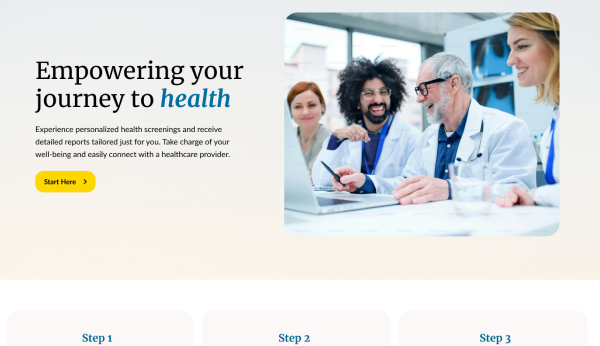 Empowering your
journey to health
Experience personalized health screenings and receive
detailed reports tailored just for you. Take charge of your
well-being and easily connect with a healthcare provider.
Start Here
Step 1
Step 2
Step 3